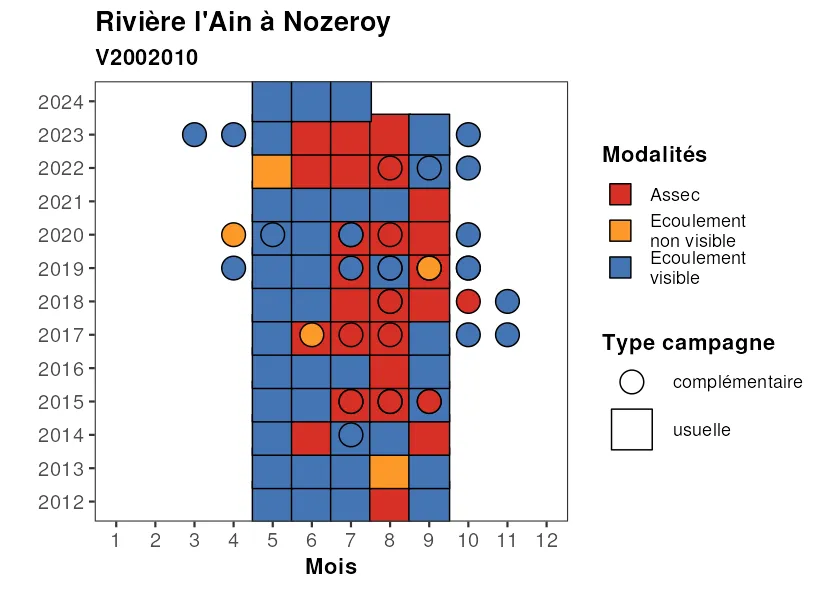 Rivière l'Ain à Nozeroy
V2002010
2024
2023
2022
2021
2020
2019
2018
2017
2016
2015
2014
2013
2012
1 2 3 4 5 6 7 8 9 10 11 12
Mois
Modalités
Assec
Ecoulement
non visible
Ecoulement
visible
Type campagne
complémentaire
usuelle